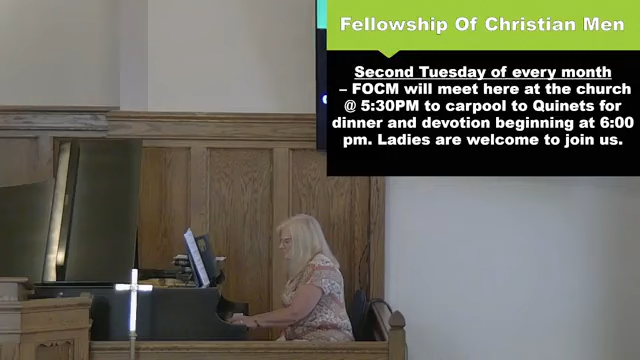 Fellowship Of Christian Men
Second Tuesday of every month
– FOCM will meet here at the church
@ 5:30PM to carpool to Quinets for
dinner and devotion beginning at 6:00
pm. Ladies are welcome to join us.